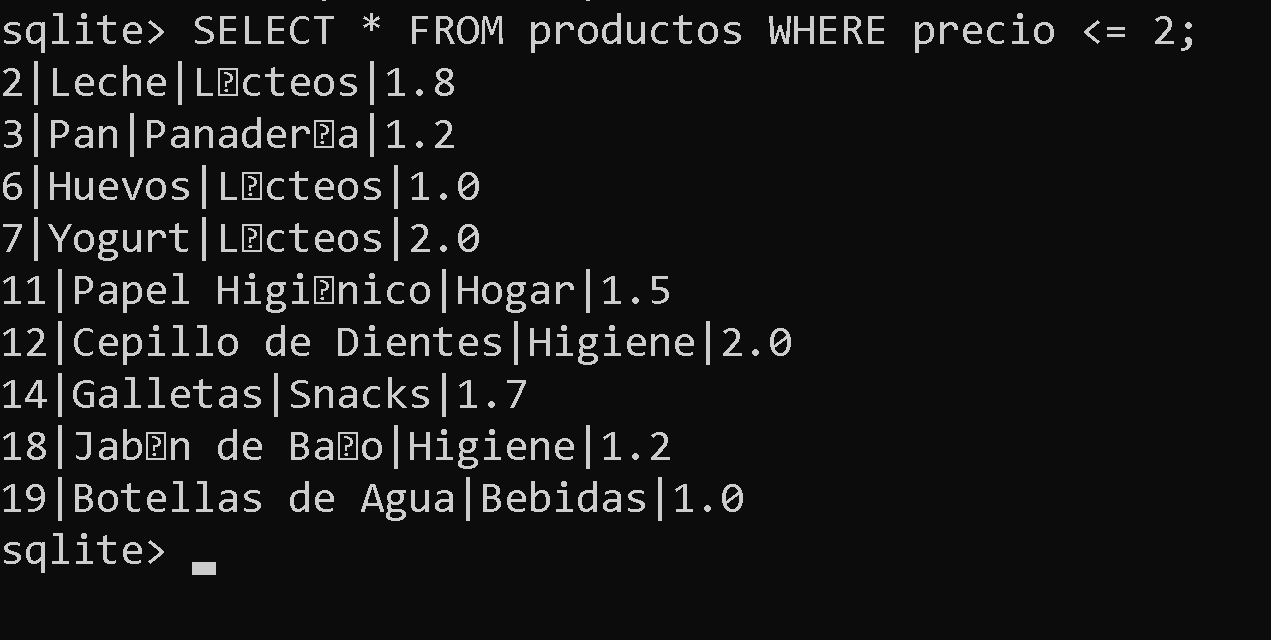 sqlite> SELECT * FROM productos WHERE precio <= 2;
2|Leche|L�cteos|1.8
3|Pan|Panader�a|1.2
6|Huevos|L�cteos|1.0
7|Yogurt|L�cteos|2.0
11|Papel Higi�nico|Hogar|1.5
12|Cepillo de Dientes|Higiene|2.0
14|Galletas|Snacks|1.7
18|Jab�n de Ba�o|Higiene|1.2
19|Botellas de Agua|Bebidas|1.0
sqlite>